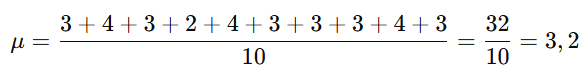 μ = (3 + 4 + 3 + 2 + 4 + 3 + 3 + 3 + 4 + 3) / 10 = 32 / 10 = 3, 2